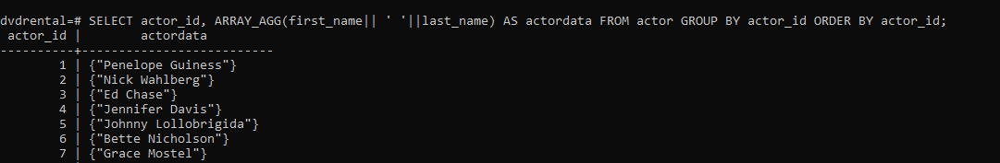 dvdrental=# SELECT actor_id, ARRAY_AGG(first_name|| ' '||last_name) AS actordata FROM actor GROUP BY actor_id ORDER BY actor_id;
 actor_id |        actordata
----------+--------------------------
        1 | {"Penelope Guiness"}
        2 | {"Nick Wahlberg"}
        3 | {"Ed Chase"}
        4 | {"Jennifer Davis"}
        5 | {"Johnny Lollobrigida"}
        6 | {"Bette Nicholson"}
        7 | {"Grace Mostel"}